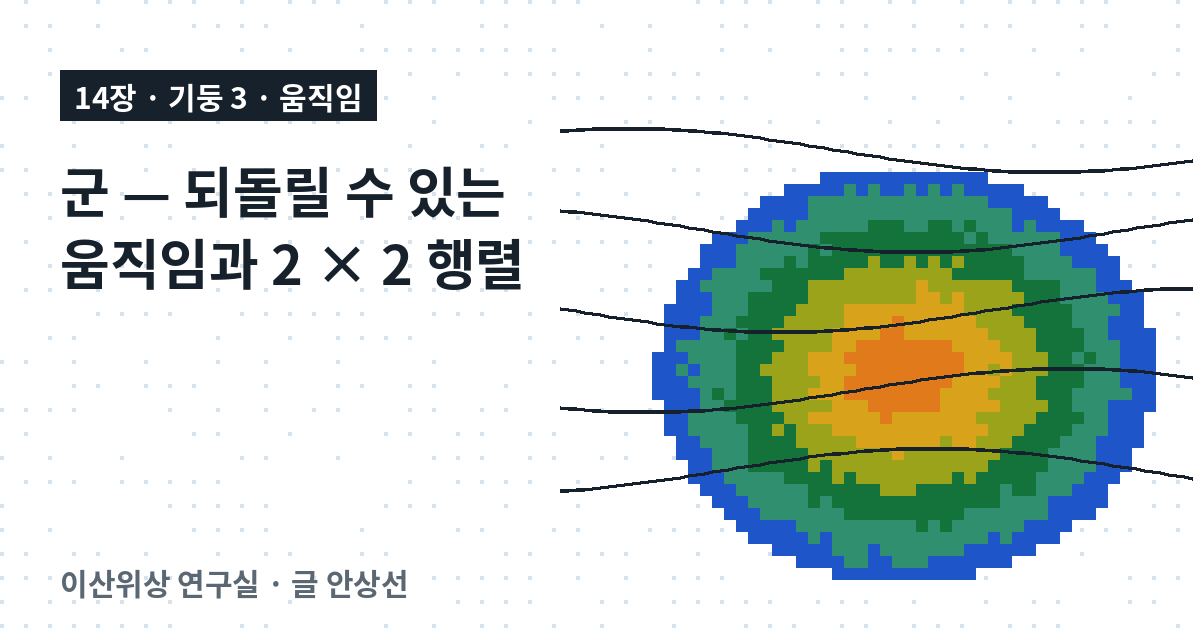 14장 · 기둥 3 · 움직임
군 — 되돌릴 수 있는
움직임과 2 × 2 행렬
이산위상 연구실 · 글 안상선